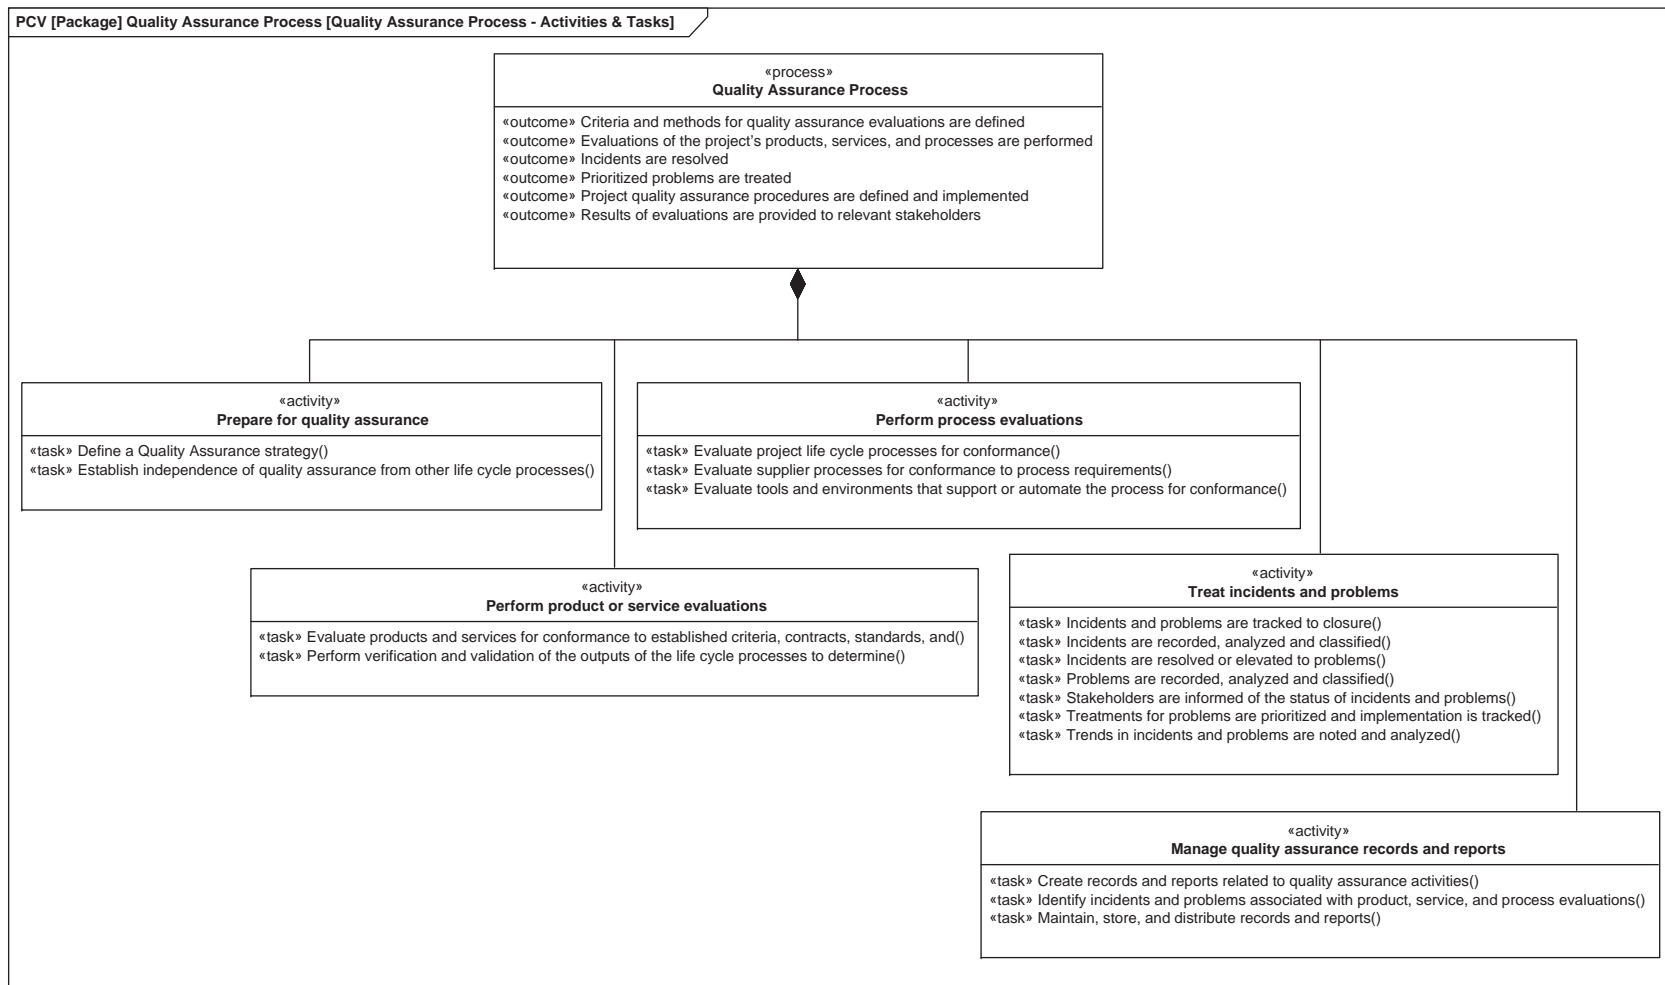 PCV [Package] Quality Assurance Process [Quality Assurance Process - Activities & Tasks]
«process»
Quality Assurance Process
«outcome» Criteria and methods for quality assurance evaluations are defined
«outcome» Evaluations of the project's products, services, and processes are performed
«outcome» Incidents are resolved
«outcome» Prioritized problems are treated
«outcome» Project quality assurance procedures are defined and implemented
«outcome» Results of evaluations are provided to relevant stakeholders
«activity»
Prepare for quality assurance
«task» Define a Quality Assurance strategy()
«task» Establish independence of quality assurance from other life cycle processes()
«activity»
Perform process evaluations
«task» Evaluate project life cycle processes for conformance()
«task» Evaluate supplier processes for conformance to process requirements()
«task» Evaluate tools and environments that support or automate the process for conformance()
«activity»
Perform product or service evaluations
«task» Evaluate products and services for conformance to established criteria, contracts, standards, and()
«task» Perform verification and validation of the outputs of the life cycle processes to determine()
«activity»
Treat incidents and problems
«task» Incidents and problems are tracked to closure()
«task» Incidents are recorded, analyzed and classified()
«task» Incidents are resolved or elevated to problems()
«task» Problems are recorded, analyzed and classified()
«task» Stakeholders are informed of the status of incidents and problems()
«task» Treatments for problems are prioritized and implementation is tracked()
«task» Trends in incidents and problems are noted and analyzed()
«activity»
Manage quality assurance records and reports
«task» Create records and reports related to quality assurance activities()
«task» Identify incidents and problems associated with product, service, and process evaluations()
«task» Maintain, store, and distribute records and reports()